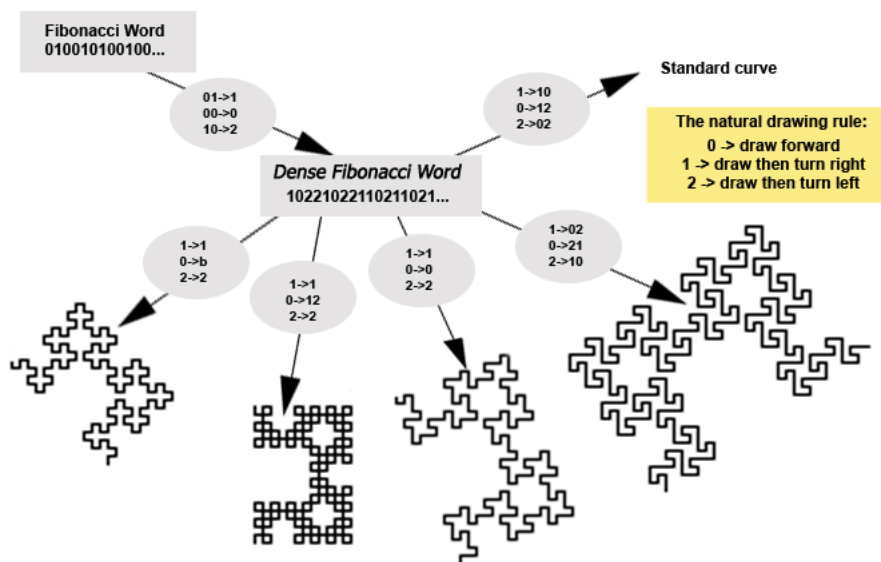 Fibonacci Word
010010100100...
01->1
00->0
10->2
1->10
0->12
2->02
Standard curve
The natural drawing rule:
0 -> draw forward
1 -> draw then turn right
2 -> draw then turn left
Dense Fibonacci Word
10221022110211021...
1->1
0->b
2->2
1->1
0->12
2->2
1->1
0->0
2->2
1->02
0->21
2->10